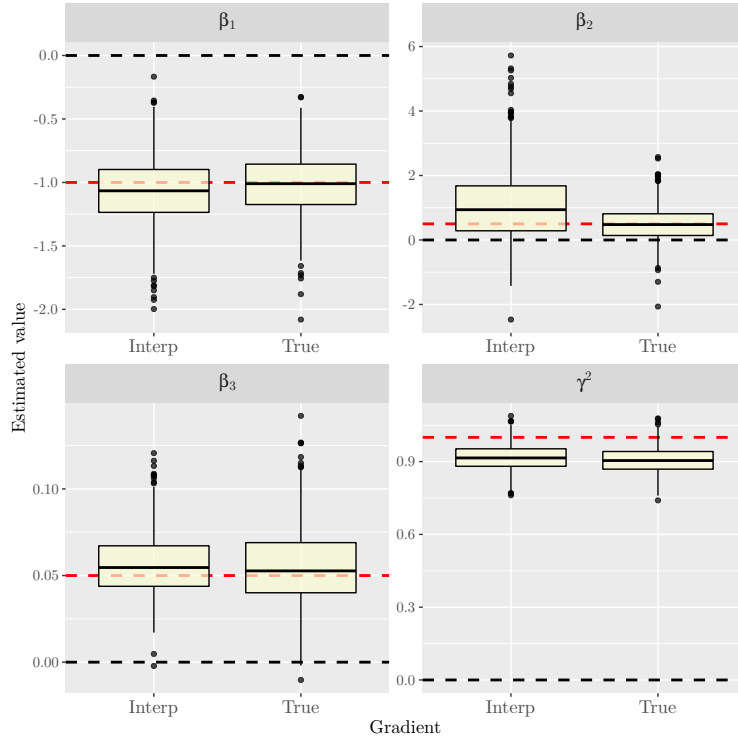 β₁
β₂
0.0
-0.5
-1.0
-1.5
-2.0
6
4
2
0
-2
Interp
True
Interp
True
Estimated value
β₃
γ²
0.10
0.05
0.00
0.9
0.6
0.3
0.0
Interp
True
Interp
True
Gradient